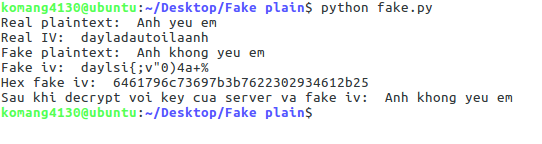 komang4130@ubuntu:~/Desktop/Fake plain$ python fake.py
Real plaintext:  Anh yeu em
Real IV:  dayladautoilaanh
Fake plaintext:  Anh khong yeu em
Fake iv:  daylsi{;v"0)4a+%
Hex fake iv:  6461796c73697b3b7622302934612b25
Sau khi decrypt voi key cua server va fake iv:  Anh khong yeu em
komang4130@ubuntu:~/Desktop/Fake plain$